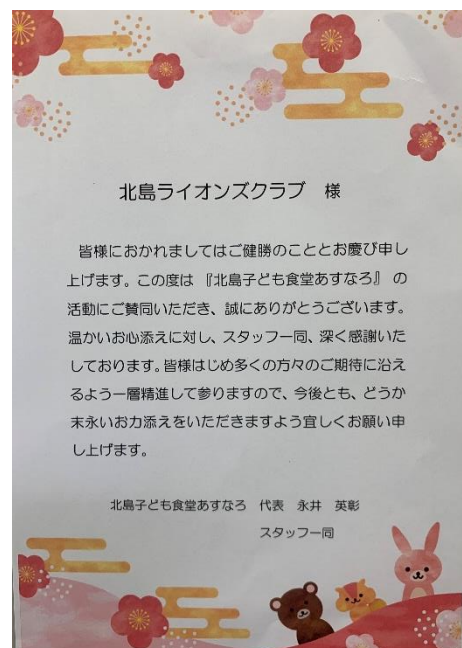 北島ライオンズクラブ 様
皆様におかれましてはご健勝のこととお慶び申し
上げます。この度は『北島子ども食堂あすなろ』の
活動にご賛同いただき、誠にありがとうございます。
温かいお心添えに対し、スタッフ一同、深く感謝いた
しております。皆様はじめ多くの方々のご期待に沿え
るよう一層精進して参りますので、今後とも、どうか
末永いお力添えをいただきますよう宜しくお願い申
し上げます。
北島子ども食堂あすなろ 代表 永井 英彰
スタッフ一同